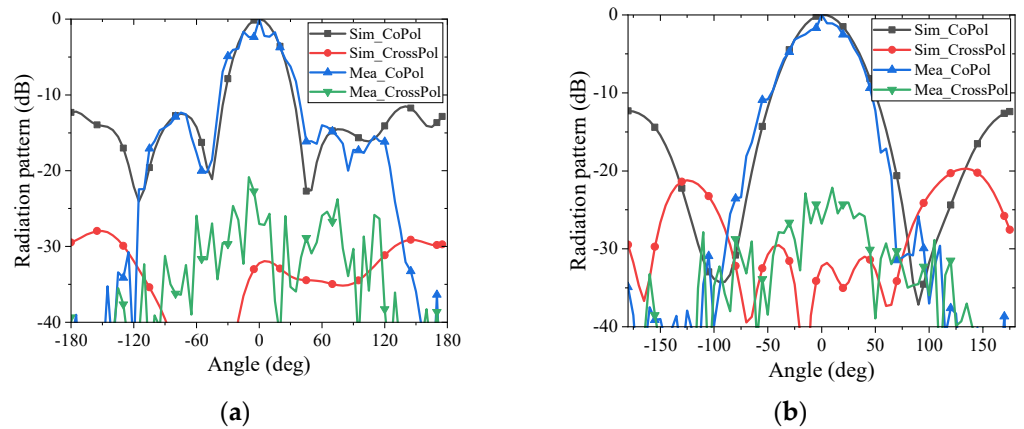 0
-10
-20
-30
-40
Radiation pattern (dB)
Sim_CoPol
Sim_CrossPol
Mea_CoPol
Mea_CrossPol
-180 -120 -60 0 60 120 180
Angle (deg)
(a)
0
-10
-20
-30
-40
Radiation pattern (dB)
Sim_CoPol
Sim_CrossPol
Mea_CoPol
Mea_CrossPol
-150 -100 -50 0 50 100 150
Angle (deg)
(b)